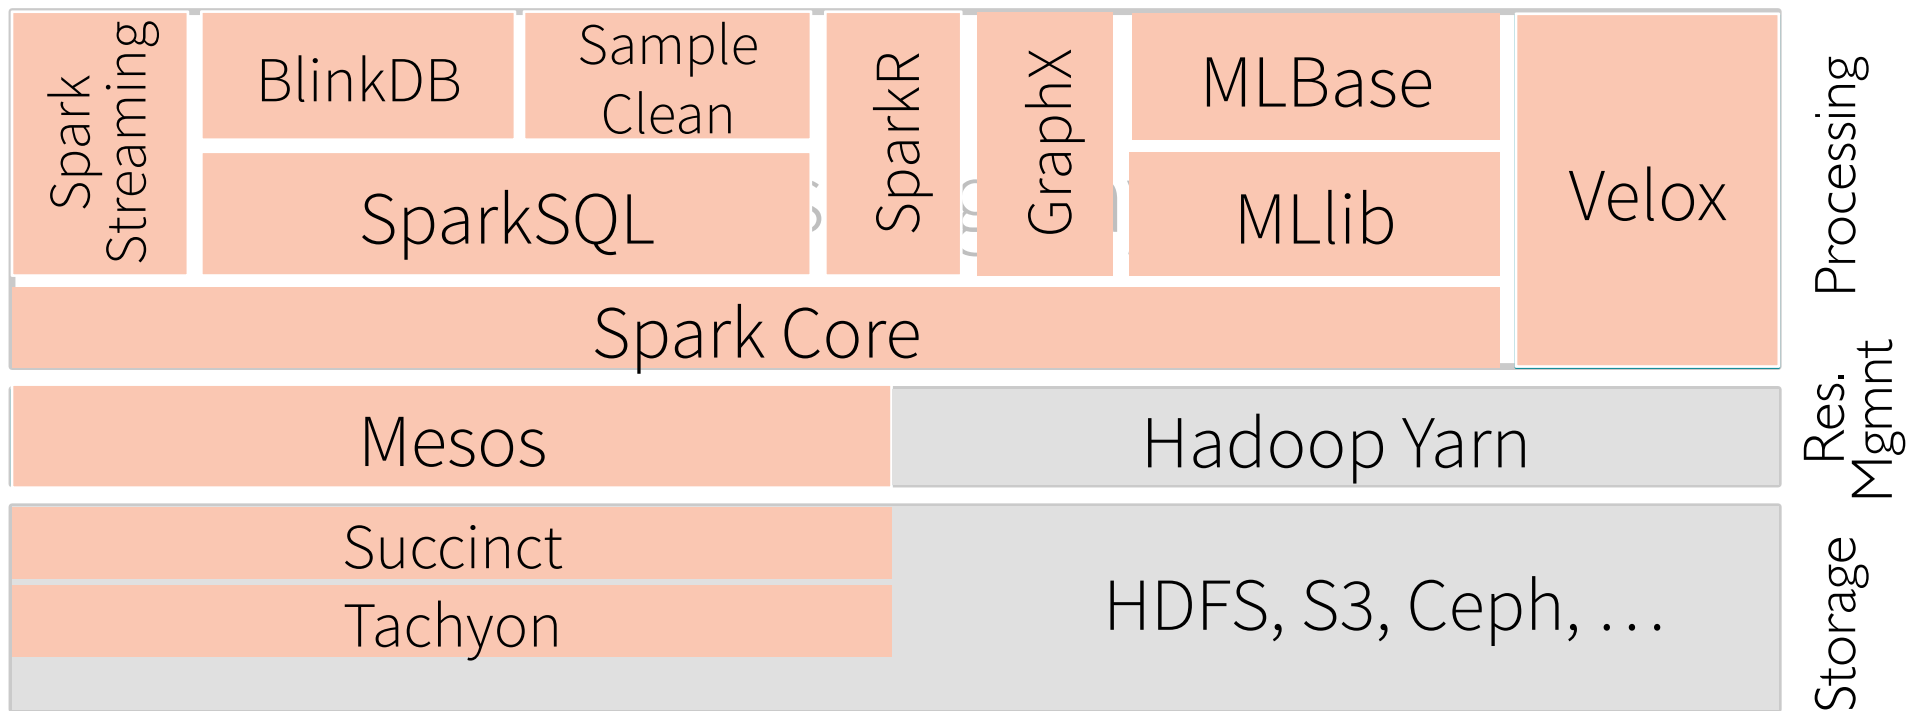 Spark
Streaming
BlinkDB
Sample
Clean
SparkR
GraphX
MLBase
Velox
Processing
SparkSQL
MLlib
Spark Core
Mesos
Hadoop Yarn
Res.
Mgmnt
Succinct
Tachyon
HDFS, S3, Ceph, …
Storage